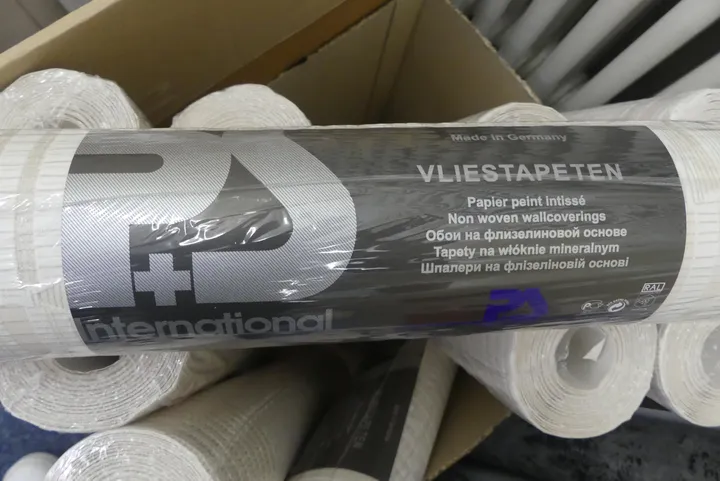 Made in Germany
VLIESTAPETEN
Papier peint intissé
Non woven wallcoverings
Обои на флизелиновой основе
Tapety na włóknie mineralnym
Шпалери на флізеліновій основі
RAL
P+S
international